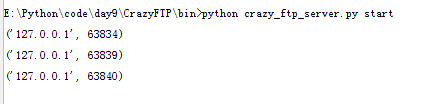 E:\Python\code\day9\CrazyFTP\bin>python crazy_ftp_server.py start
('127.0.0.1', 63834)
('127.0.0.1', 63839)
('127.0.0.1', 63840)